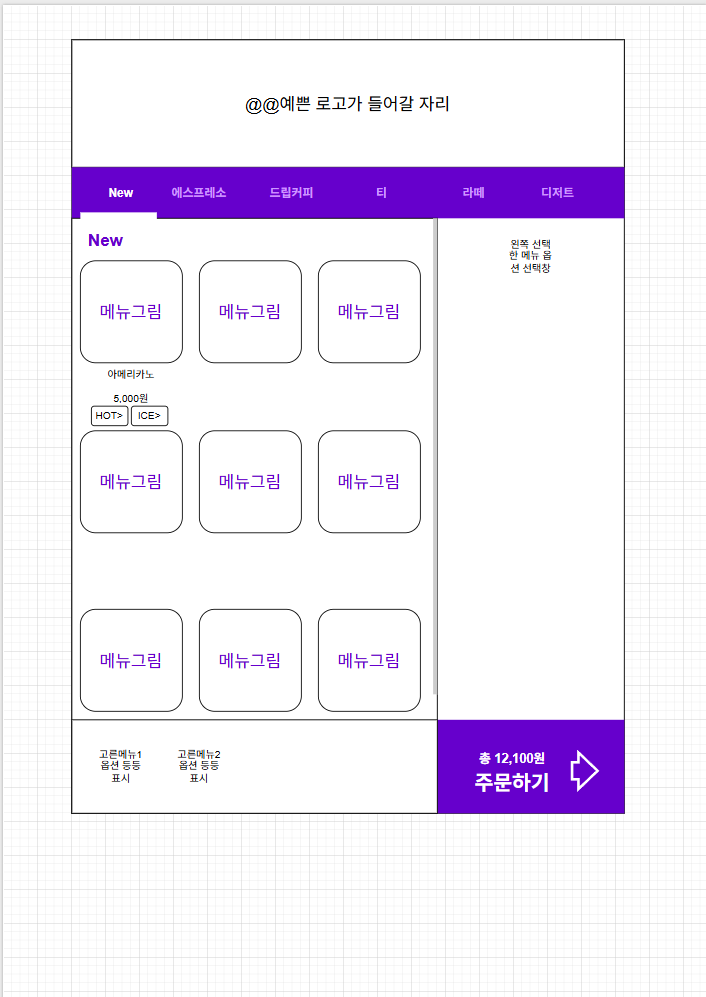 @@예쁜 로고가 들어갈 자리
New 에스프레소 드립커피 티 라떼 디저트
New
메뉴그림 메뉴그림 메뉴그림
아메리카노
5,000원
HOT> ICE>
메뉴그림 메뉴그림 메뉴그림
메뉴그림 메뉴그림 메뉴그림
왼쪽 선택
한 메뉴 옵
션 선택창
고른메뉴1
옵션 등등
표시
고른메뉴2
옵션 등등
표시
총 12,100원
주문하기